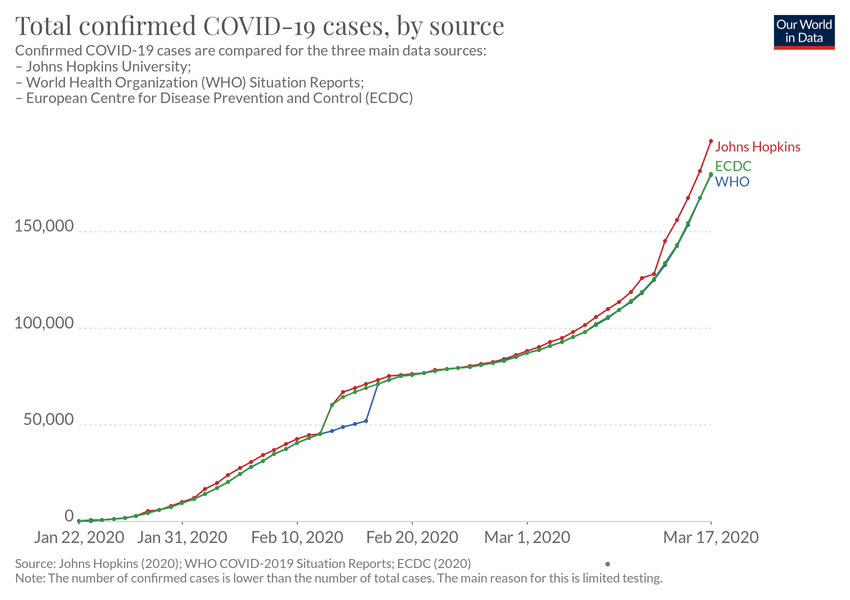 Total confirmed COVID-19 cases, by source
Our World
in Data
Confirmed COVID-19 cases are compared for the three main data sources:
– Johns Hopkins University;
– World Health Organization (WHO) Situation Reports;
– European Centre for Disease Prevention and Control (ECDC)
Johns Hopkins
ECDC
WHO
150,000
100,000
50,000
0
Jan 22, 2020 Jan 31, 2020 Feb 10, 2020 Feb 20, 2020 Mar 1, 2020 Mar 17, 2020
Source: Johns Hopkins (2020); WHO COVID-2019 Situation Reports; ECDC (2020)
Note: The number of confirmed cases is lower than the number of total cases. The main reason for this is limited testing.